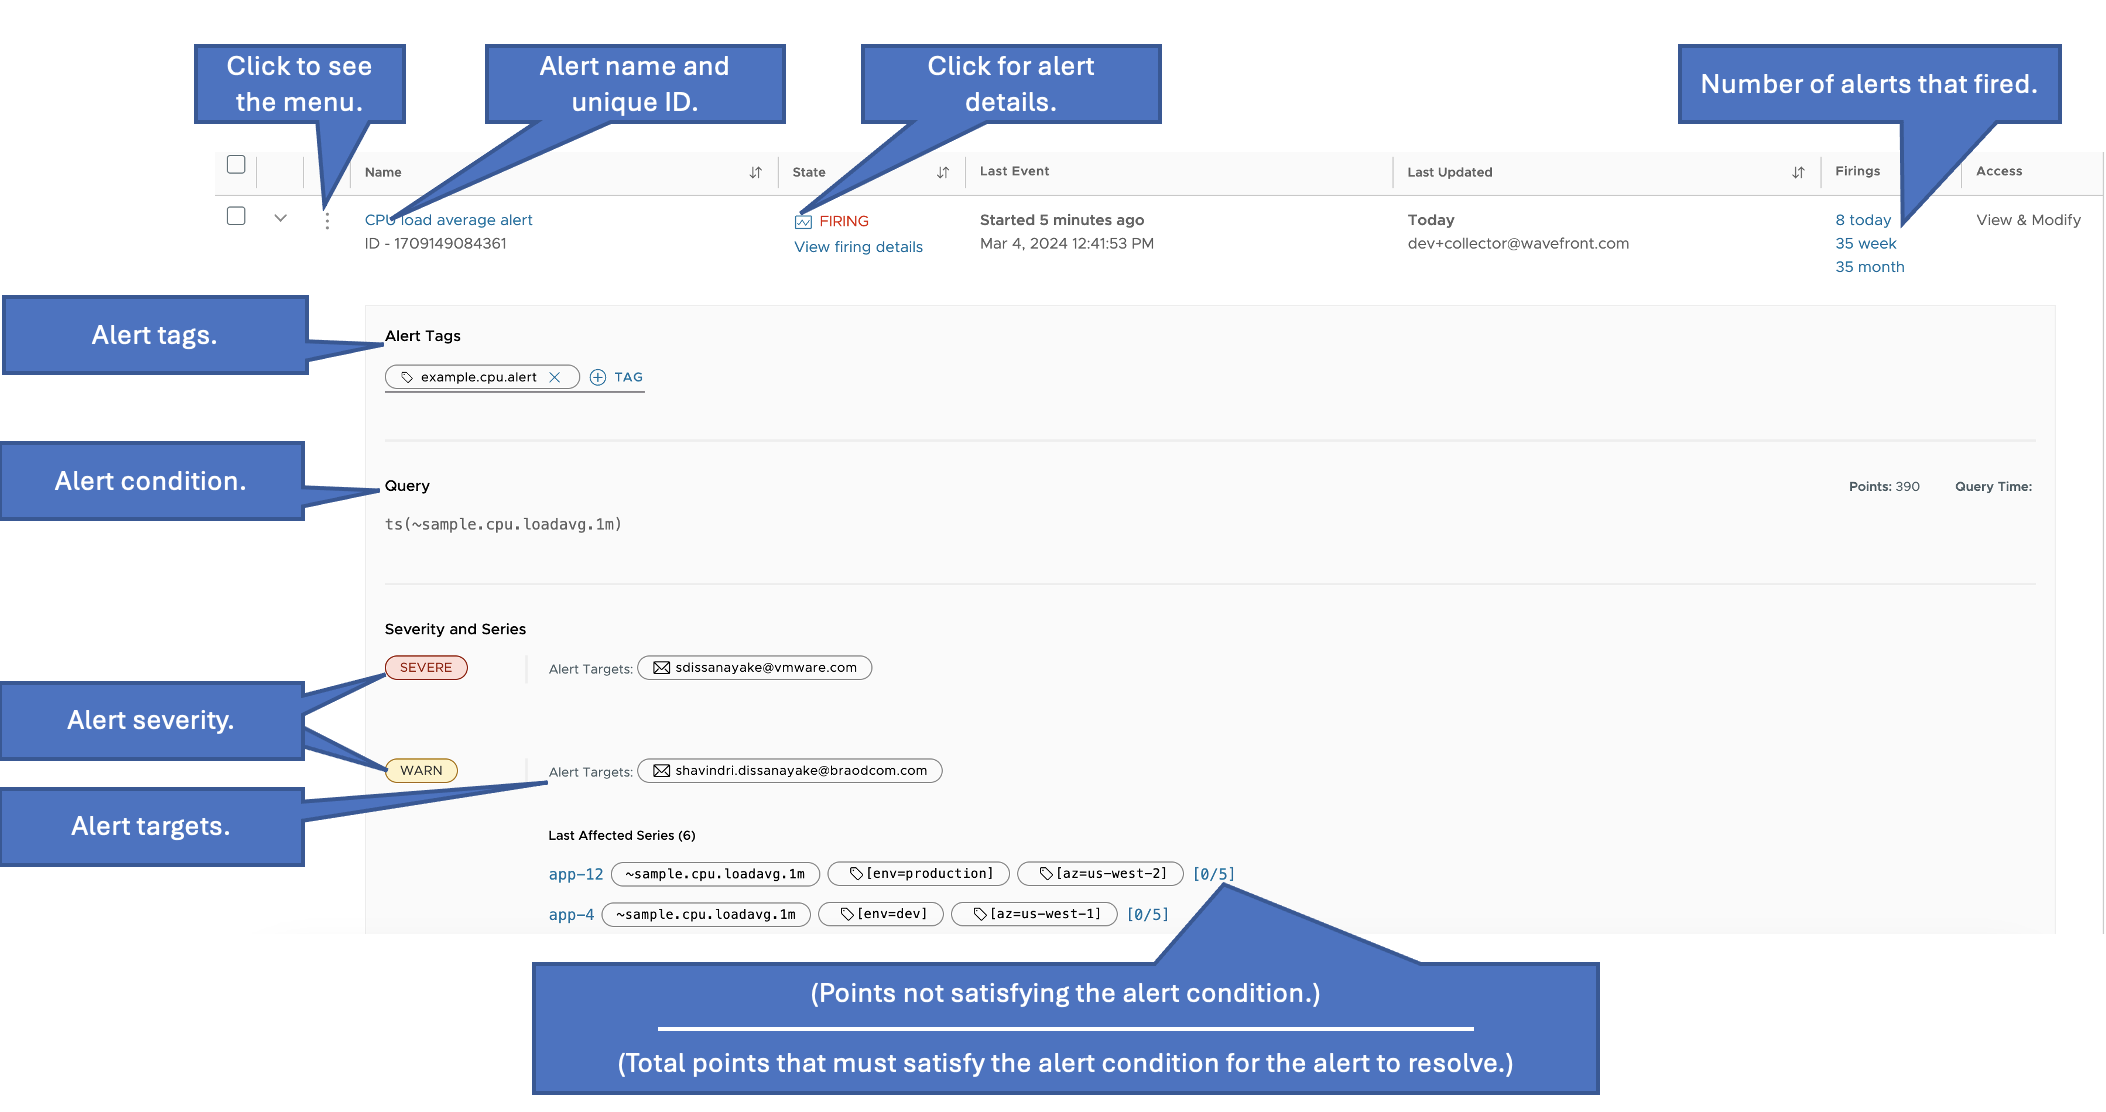 Click to see
the menu.
Alert name and
unique ID.
Click for alert
details.
Number of alerts that fired.
Name
State
Last Event
Last Updated
Firings
Access
CPU load average alert
ID - 1709149084361
FIRING
View firing details
Started 5 minutes ago
Mar 4, 2024 12:41:53 PM
Today
dev+collector@wavefront.com
8 today
35 week
35 month
View & Modify
Alert tags.
Alert Tags
example.cpu.alert
TAG
Alert condition.
Query
Points: 390
Query Time:
ts(~sample.cpu.loadavg.1m)
Severity and Series
SEVERE
Alert Targets: sdissanayake@vmware.com
Alert severity.
WARN
Alert Targets: shavindri.dissanayake@braodcom.com
Alert targets.
Last Affected Series (6)
app-12 ~sample.cpu.loadavg.1m [env=production] [az=us-west-2] [0/5]
app-4 ~sample.cpu.loadavg.1m [env=dev] [az=us-west-1] [0/5]
(Points not satisfying the alert condition.)
(Total points that must satisfy the alert condition for the alert to resolve.)